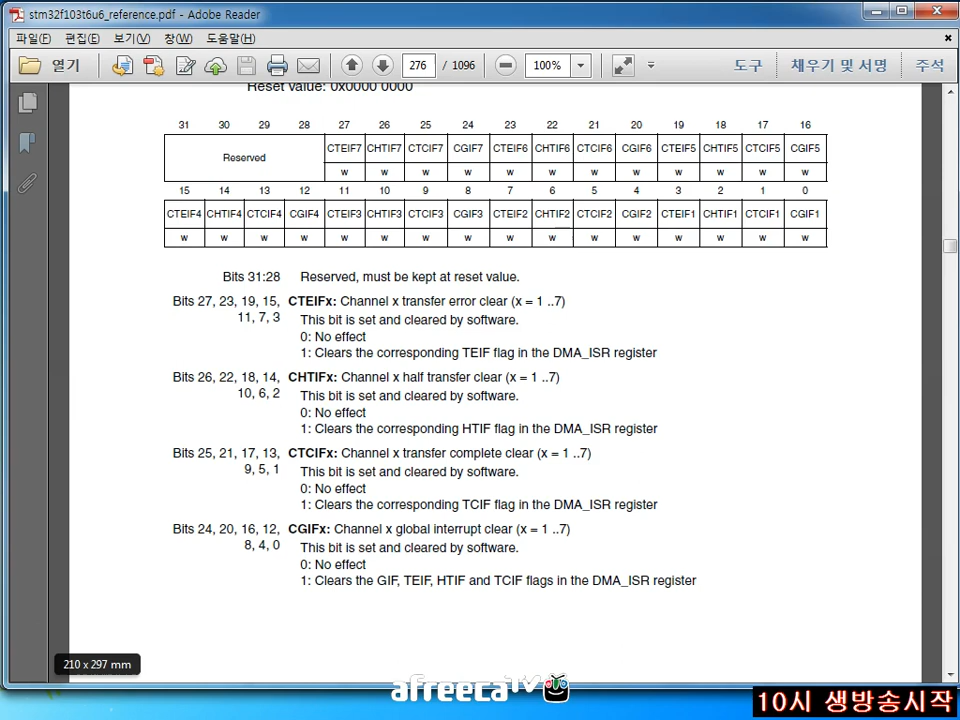 stm32f103t6u6_reference.pdf - Adobe Reader
파일(F) 편집(E) 보기(V) 창(W) 도움말(H)
열기 276 / 1096 100% 도구 채우기 및 서명 주석
Reset value: 0x0000 0000
31 30 29 28 27 26 25 24 23 22 21 20 19 18 17 16
Reserved CTEIF7 CHTIF7 CTCIF7 CGIF7 CTEIF6 CHTIF6 CTCIF6 CGIF6 CTEIF5 CHTIF5 CTCIF5 CGIF5
w w w w w w w w w w w w
15 14 13 12 11 10 9 8 7 6 5 4 3 2 1 0
CTEIF4 CHTIF4 CTCIF4 CGIF4 CTEIF3 CHTIF3 CTCIF3 CGIF3 CTEIF2 CHTIF2 CTCIF2 CGIF2 CTEIF1 CHTIF1 CTCIF1 CGIF1
w w w w w w w w w w w w w w w w
Bits 31:28 Reserved, must be kept at reset value.
Bits 27, 23, 19, 15, CTEIFx: Channel x transfer error clear (x = 1 ..7)
11, 7, 3 This bit is set and cleared by software.
0: No effect
1: Clears the corresponding TEIF flag in the DMA_ISR register
Bits 26, 22, 18, 14, CHTIFx: Channel x half transfer clear (x = 1 ..7)
10, 6, 2 This bit is set and cleared by software.
0: No effect
1: Clears the corresponding HTIF flag in the DMA_ISR register
Bits 25, 21, 17, 13, CTCIFx: Channel x transfer complete clear (x = 1 ..7)
9, 5, 1 This bit is set and cleared by software.
0: No effect
1: Clears the corresponding TCIF flag in the DMA_ISR register
Bits 24, 20, 16, 12, CGIFx: Channel x global interrupt clear (x = 1 ..7)
8, 4, 0 This bit is set and cleared by software.
0: No effect
1: Clears the GIF, TEIF, HTIF and TCIF flags in the DMA_ISR register
210 x 297 mm
afreecaTV
10시 생방송시작